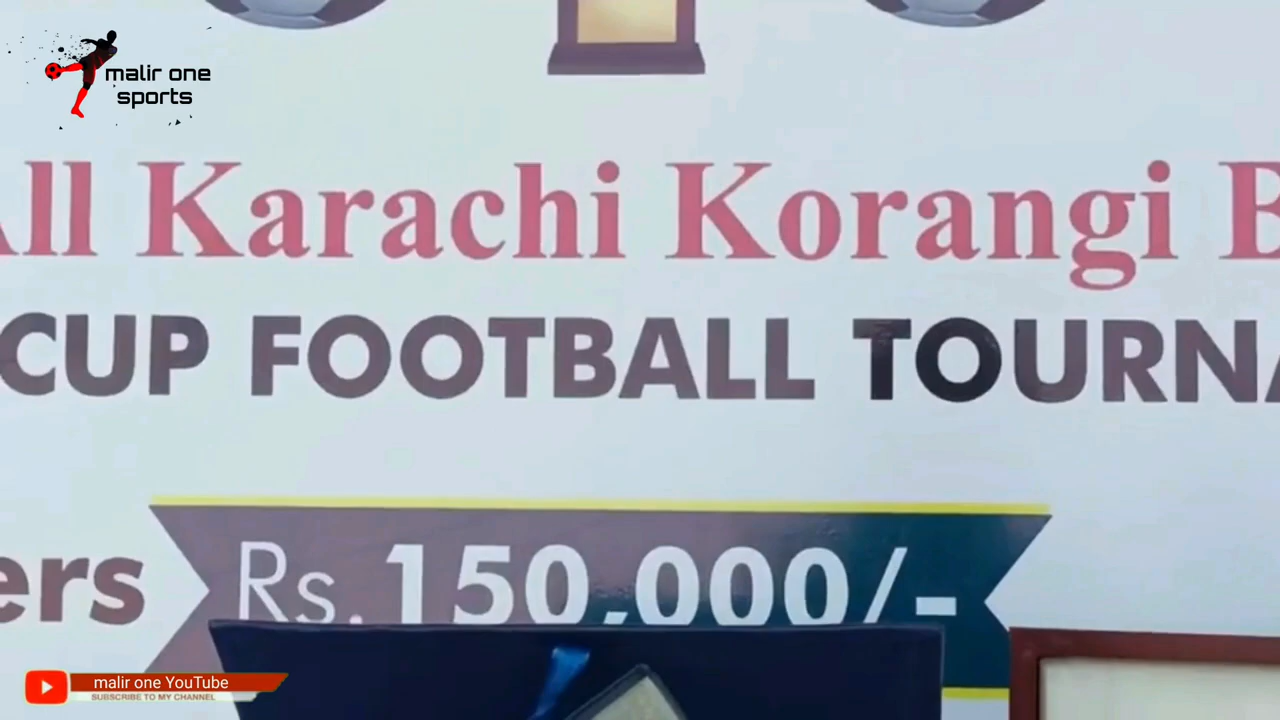 malir one
sports
All Karachi Korangi B
CUP FOOTBALL TOURNA
ers Rs. 150,000/-
malir one YouTube
SUBSCRIBE TO MY CHANNEL